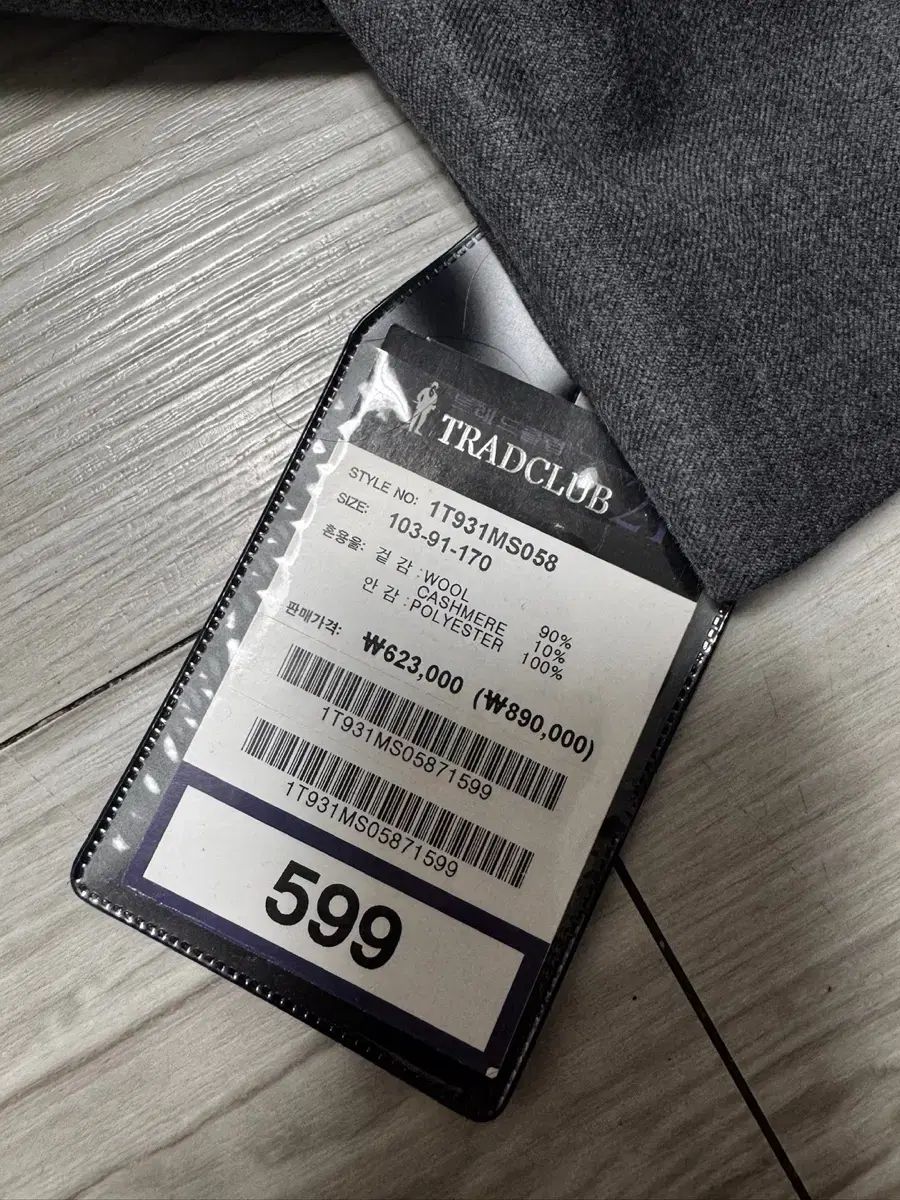 TRADCLUB
STYLE NO: 1T931MS058
SIZE: 103-91-170
혼용율: 겉 감 : WOOL 90%
CASHMERE 10%
안 감 : POLYESTER 100%
판매가격: ₩623,000 (₩890,000)
1T931MS05871599
1T931MS05871599
599